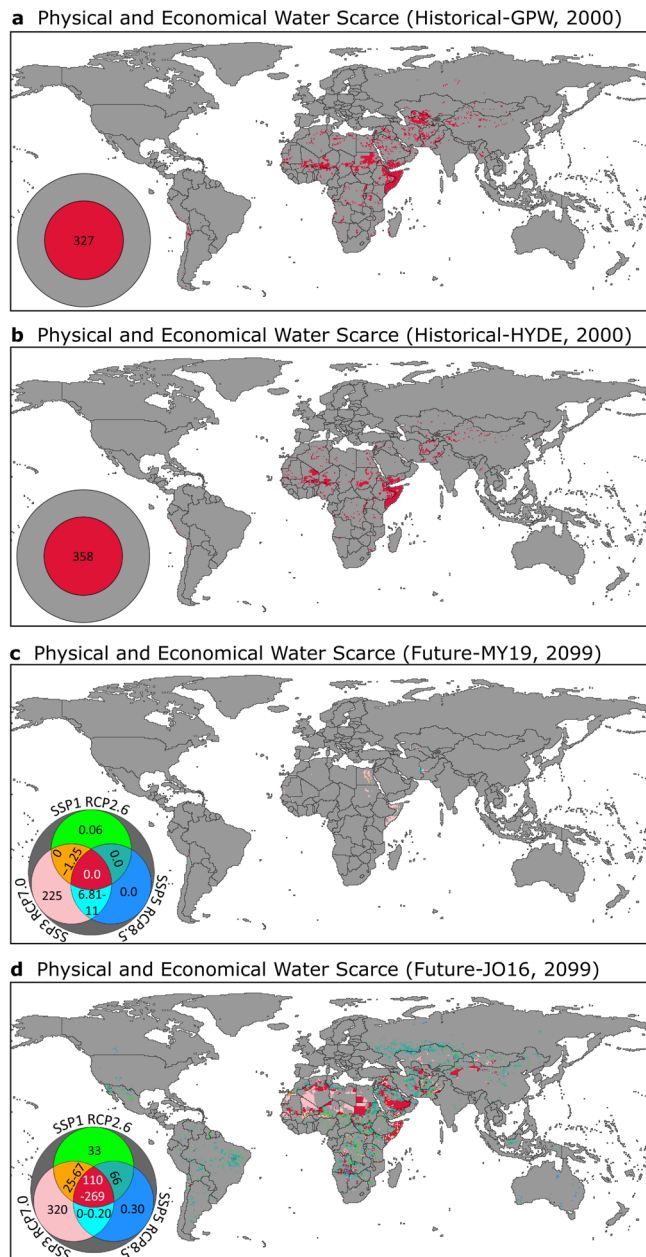 a Physical and Economical Water Scarce (Historical-GPW, 2000)
327
b Physical and Economical Water Scarce (Historical-HYDE, 2000)
358
c Physical and Economical Water Scarce (Future-MY19, 2099)
SSP1 RCP2.6
0.06
0
–1.25
0.0
0.0
225
6.81-
11
0.0
SSP3 RCP7.0
SSP5 RCP8.5
d Physical and Economical Water Scarce (Future-JO16, 2099)
SSP1 RCP2.6
33
25-67
110
-269
66
320
0-0.20
0.30
SSP3 RCP7.0
SSP5 RCP8.5